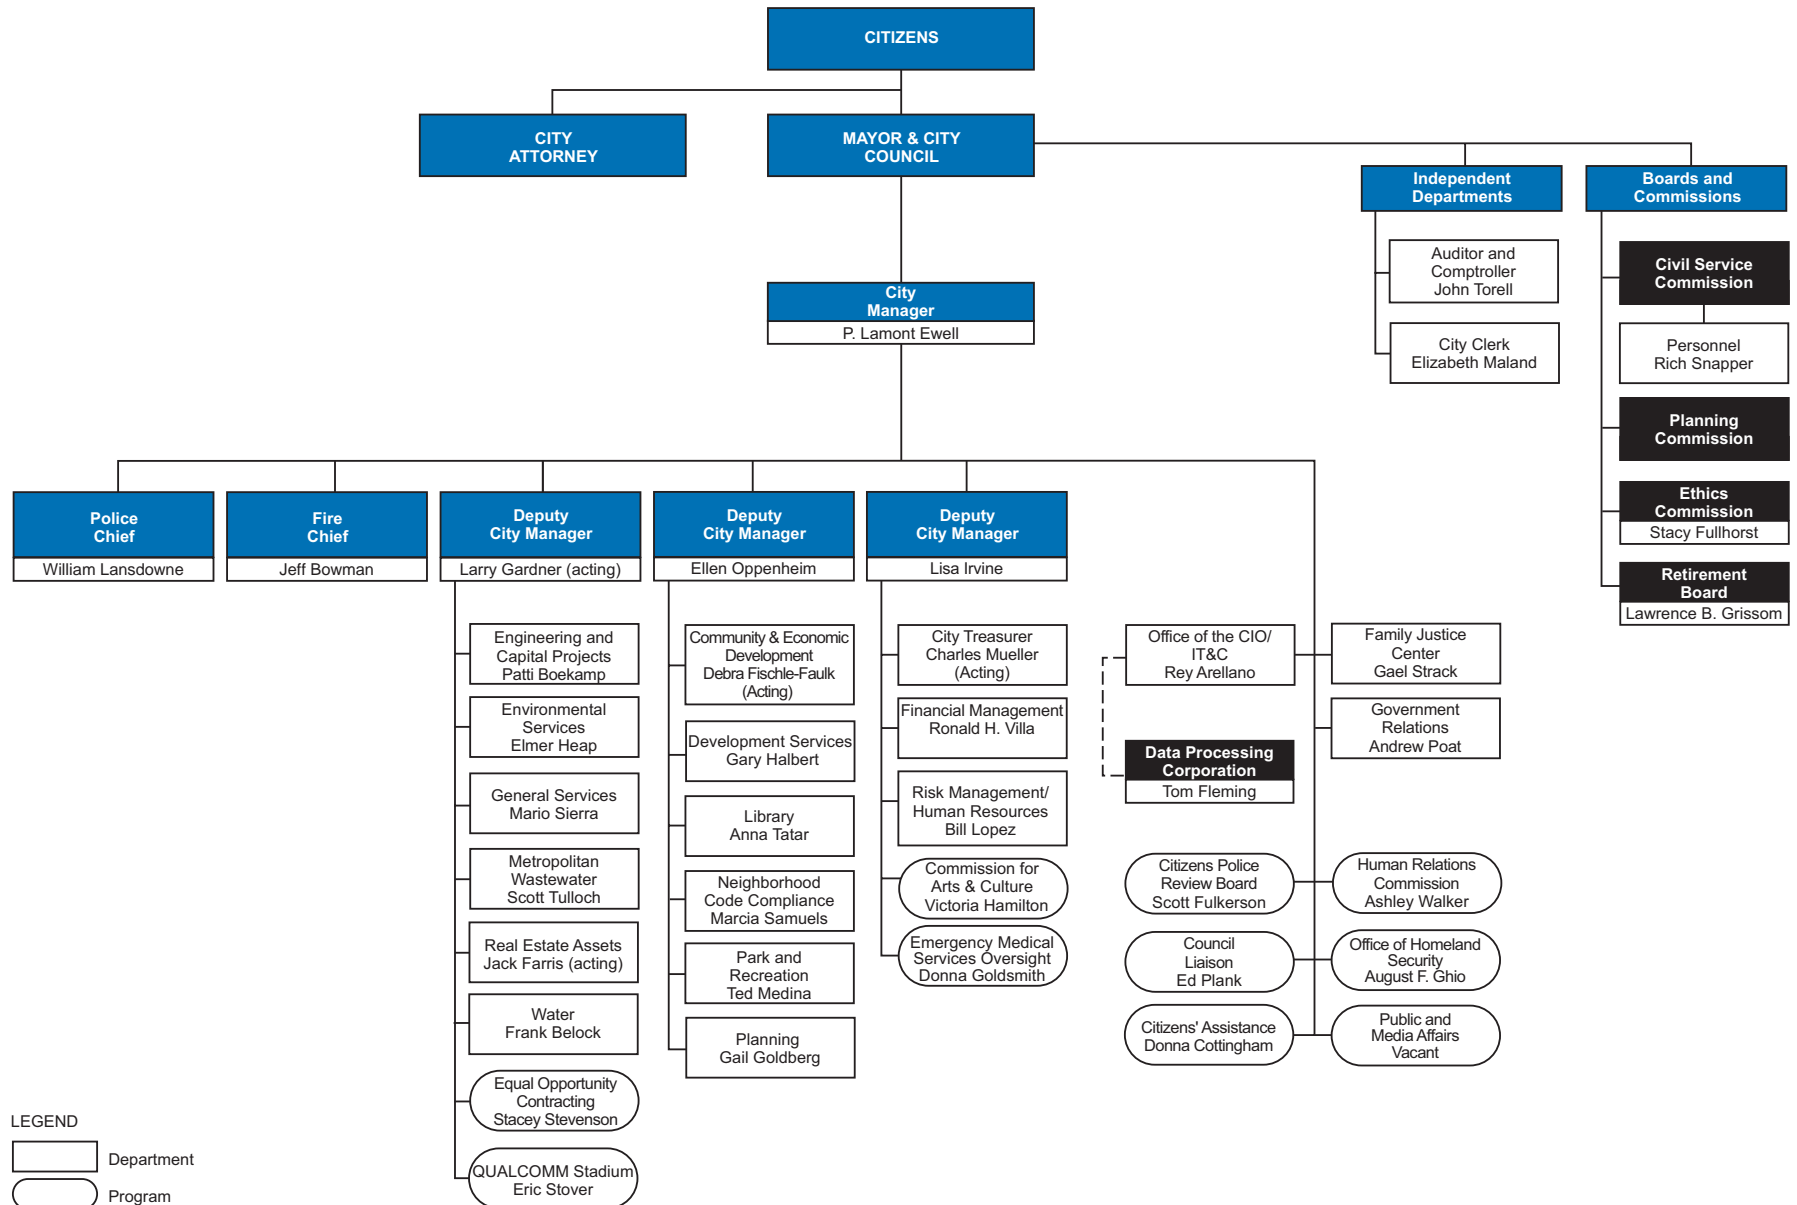 CITIZENS
CITY
ATTORNEY
MAYOR & CITY
COUNCIL
Independent
Departments
Boards and
Commissions
Auditor and
Comptroller
John Torell
City Clerk
Elizabeth Maland
Civil Service
Commission
Personnel
Rich Snapper
Planning
Commission
Ethics
Commission
Stacy Fullhorst
Retirement
Board
Lawrence B. Grissom
City
Manager
P. Lamont Ewell
Police
Chief
William Lansdowne
Fire
Chief
Jeff Bowman
Deputy
City Manager
Larry Gardner (acting)
Deputy
City Manager
Ellen Oppenheim
Deputy
City Manager
Lisa Irvine
Engineering and
Capital Projects
Patti Boekamp
Environmental
Services
Elmer Heap
General Services
Mario Sierra
Metropolitan
Wastewater
Scott Tulloch
Real Estate Assets
Jack Farris (acting)
Water
Frank Belock
Equal Opportunity
Contracting
Stacey Stevenson
QUALCOMM Stadium
Eric Stover
Community & Economic
Development
Debra Fischle-Faulk
(Acting)
Development Services
Gary Halbert
Library
Anna Tatar
Neighborhood
Code Compliance
Marcia Samuels
Park and
Recreation
Ted Medina
Planning
Gail Goldberg
City Treasurer
Charles Mueller
(Acting)
Financial Management
Ronald H. Villa
Risk Management/
Human Resources
Bill Lopez
Commission for
Arts & Culture
Victoria Hamilton
Emergency Medical
Services Oversight
Donna Goldsmith
Office of the CIO/
IT&C
Rey Arellano
Data Processing
Corporation
Tom Fleming
Family Justice
Center
Gael Strack
Government
Relations
Andrew Poat
Citizens Police
Review Board
Scott Fulkerson
Human Relations
Commission
Ashley Walker
Council
Liaison
Ed Plank
Office of Homeland
Security
August F. Ghio
Citizens' Assistance
Donna Cottingham
Public and
Media Affairs
Vacant
LEGEND
Department
Program